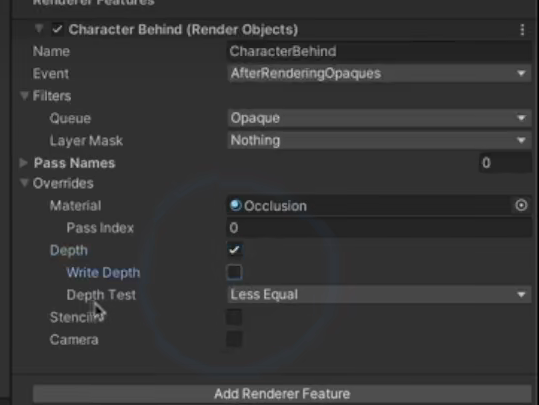 Renderer Features
Character Behind (Render Objects)
Name CharacterBehind
Event AfterRenderingOpaques
Filters
Queue Opaque
Layer Mask Nothing
Pass Names 0
Overrides
Material Occlusion
Pass Index 0
Depth
Write Depth
Depth Test Less Equal
Stencil
Camera
Add Renderer Feature